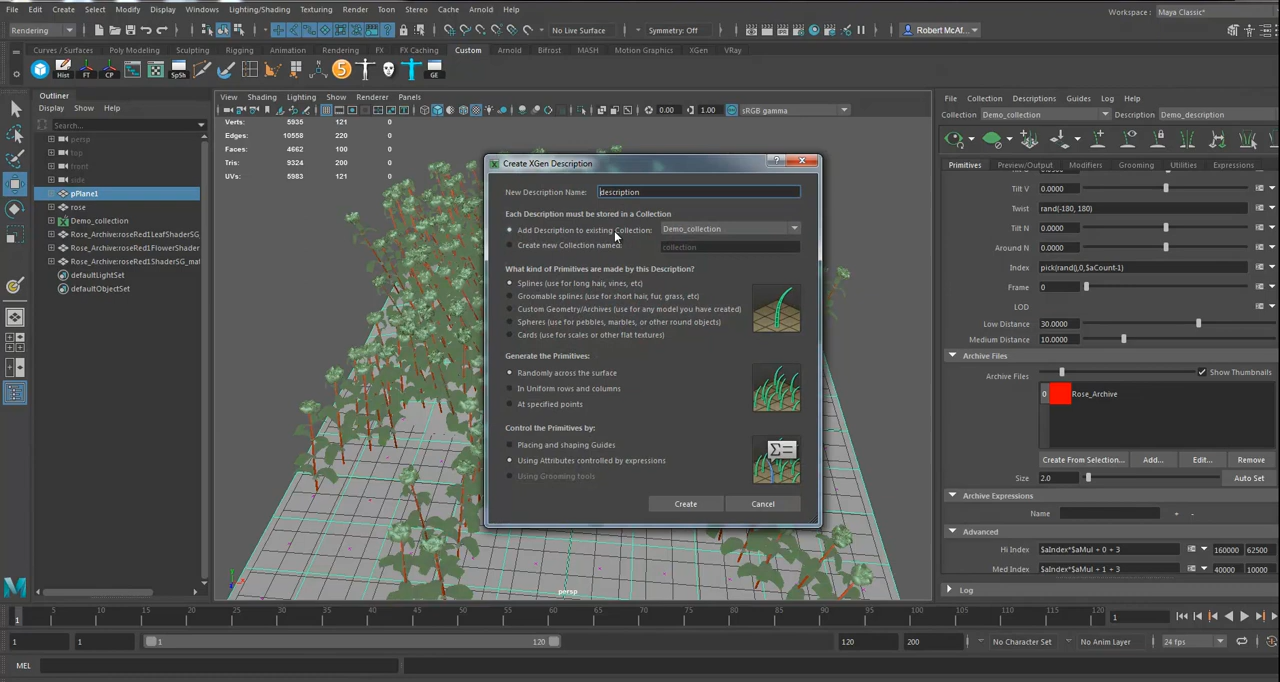 File Edit Create Select Modify Display Windows Lighting/Shading Texturing Render Toon Stereo Cache Arnold Help Workspace : Maya Classic*
Rendering No Live Surface Symmetry: Off Robert McAf...
Curves / Surfaces Poly Modeling Sculpting Rigging Animation Rendering FX FX Caching Custom Arnold Bifrost MASH Motion Graphics XGen VRay
Hist FT CP SpSh 5 GE
Outliner
Display Show Help
Search...
persp
top
front
side
pPlane1
rose
Demo_collection
Rose_Archive:roseRed1LeafShaderSG_
Rose_Archive:roseRed1FlowerShaderSG
Rose_Archive:roseRed1ShaderSG_mat
defaultLightSet
defaultObjectSet
View Shading Lighting Show Renderer Panels
0.00 1.00 sRGB gamma
Verts: 5935 121 0
Edges: 10558 220 0
Faces: 4662 100 0
Tris: 9324 200 0
UVs: 5983 121 0
persp
Create XGen Description
New Description Name: description
Each Description must be stored in a Collection
Add Description to existing Collection: Demo_collection
Create new Collection named: collection
What kind of Primitives are made by this Description?
Splines (use for long hair, vines, etc)
Groomable splines (use for short hair, fur, grass, etc)
Custom Geometry/Archives (use for any model you have created)
Spheres (use for pebbles, marbles, or other round objects)
Cards (use for scales or other flat textures)
Generate the Primitives:
Randomly across the surface
In Uniform rows and columns
At specified points
Control the Primitives by:
Placing and shaping Guides
Using Attributes controlled by expressions
Using Grooming tools
Create Cancel
File Collection Descriptions Guides Log Help
Collection Demo_collection Description Demo_description
Primitives Preview/Output Modifiers Grooming Utilities Expressions
Tilt V 0.0000
Twist rand(-180, 180)
Tilt N 0.0000
Around N 0.0000
Index pick(rand(),0,$aCount-1)
Frame 0
LOD
Low Distance 30.0000
Medium Distance 10.0000
Archive Files
Archive Files Show Thumbnails
0 Rose_Archive
Create From Selection... Add... Edit... Remove
Size 2.0 Auto Set
Archive Expressions
Name + -
Advanced
Hi Index $aIndex*$aMul + 0 + 3 160000 62500
Med Index $aIndex*$aMul + 1 + 3 40000 10000
Log
1 5 10 15 20 25 30 35 40 45 50 55 60 65 70 75 80 85 90 95 100 105 110 115 120 1
1 1 1 120 120 200 No Character Set No Anim Layer 24 fps
MEL